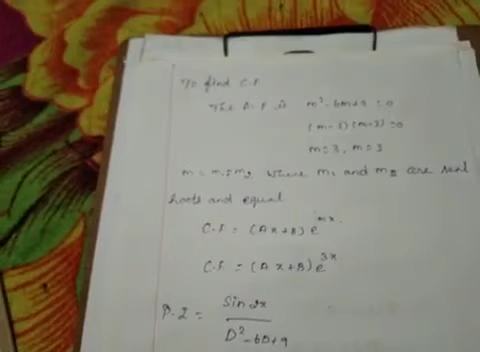 To find C.F
The A.E is m² - 6m + 9 = 0
(m-3) (m-3) = 0
m = 3, m = 3
m = m₁ = m₂ where m₁ and m₂ are real
roots and equal
C.F. = (Ax+B) e^mx.
C.F. = (Ax+B) e^3x
P.I = Sin 2x / D² - 6D + 9